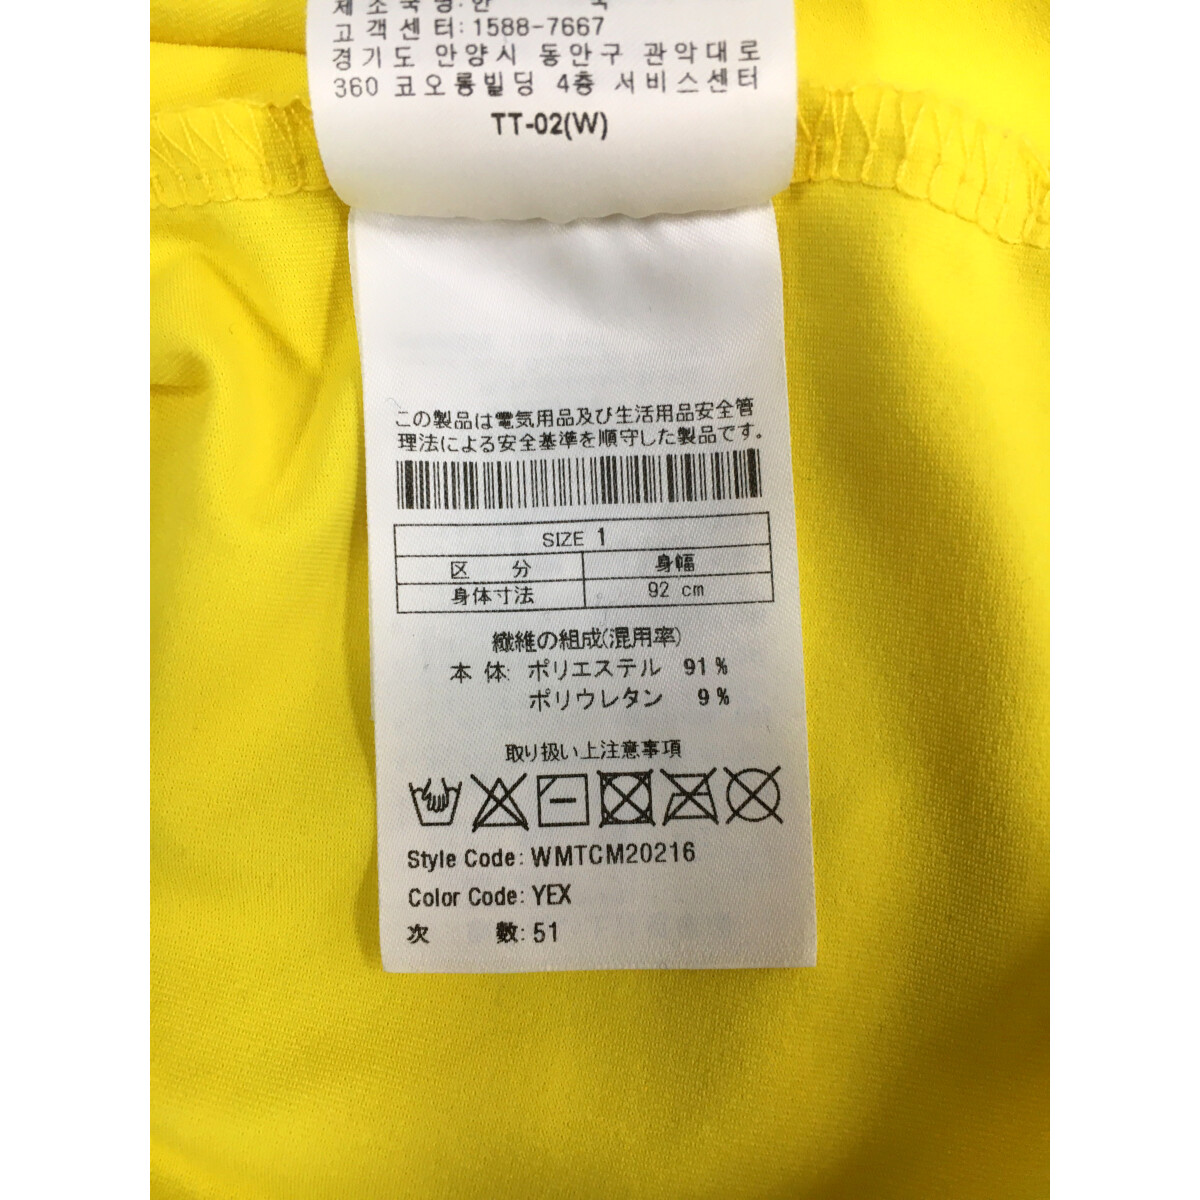 고객센터: 1588-7667
경기도 안양시 동안구 관악대로
360 코오롱빌딩 4층 서비스센터
TT-02(W)
この製品は電気用品及び生活用品安全管
理法による安全基準を順守した製品です。
SIZE 1
区 分 身幅
身体寸法 92 cm
繊維の組成(混用率)
本 体: ポリエステル 91%
ポリウレタン 9%
取り扱い上注意事項
Style Code: WMTCM20216
Color Code: YEX
次 數: 51